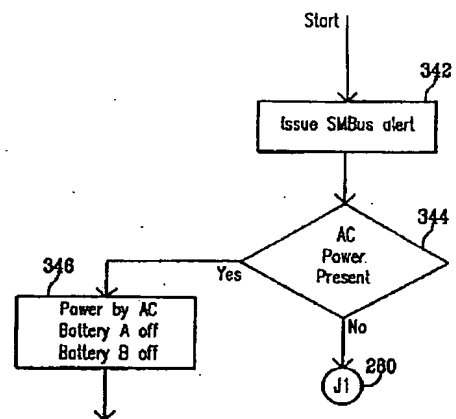 Start
342
Issue SMBus alert
344
AC
Power.
Present
Yes
346
Power by AC
Battery A off
Battery B off
No
J1
280